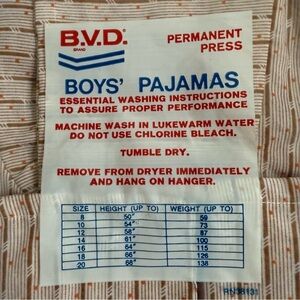 B.V.D.
BRAND
PERMANENT
PRESS
BOYS' PAJAMAS
ESSENTIAL WASHING INSTRUCTIONS
TO ASSURE PROPER PERFORMANCE
MACHINE WASH IN LUKEWARM WATER
DO NOT USE CHLORINE BLEACH.
TUMBLE DRY.
REMOVE FROM DRYER IMMEDIATELY
AND HANG ON HANGER.
SIZE HEIGHT (UP TO) WEIGHT (UP TO)
8 50" 59
10 54" 73
12 58" 87
14 61" 100
16 64" 115
18 66" 126
20 68" 138